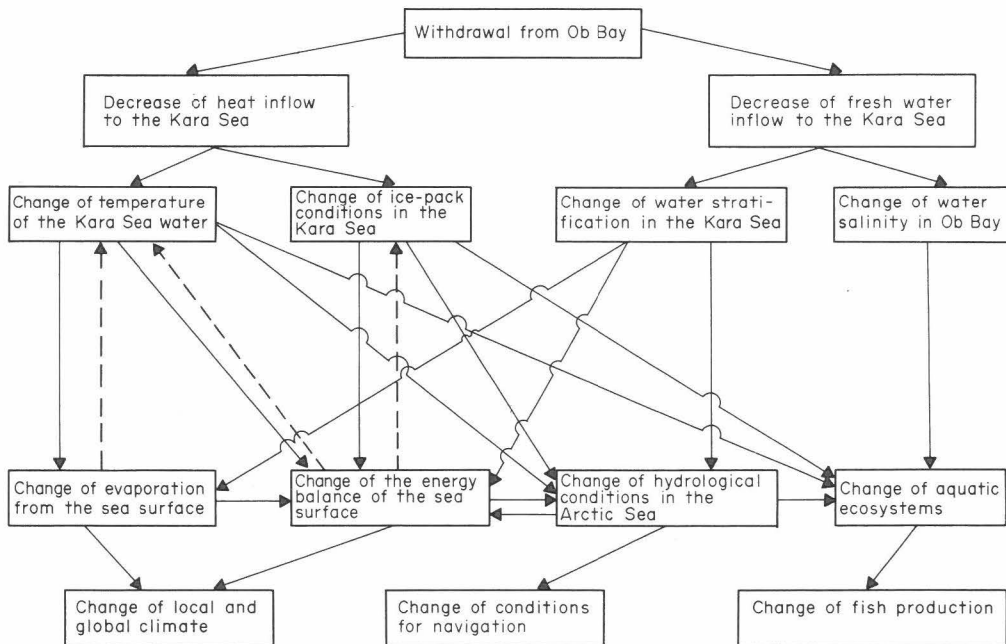 Withdrawal from Ob Bay
Decrease of heat inflow
to the Kara Sea
Decrease of fresh water
inflow to the Kara Sea
Change of temperature
of the Kara Sea water
Change of ice-pack
conditions in the
Kara Sea
Change of water strati-
fication in the Kara Sea
Change of water
salinity in Ob Bay
Change of evaporation
from the sea surface
Change of the energy
balance of the sea
surface
Change of hydrological
conditions in the
Arctic Sea
Change of aquatic
ecosystems
Change of local and
global climate
Change of conditions
for navigation
Change of fish production